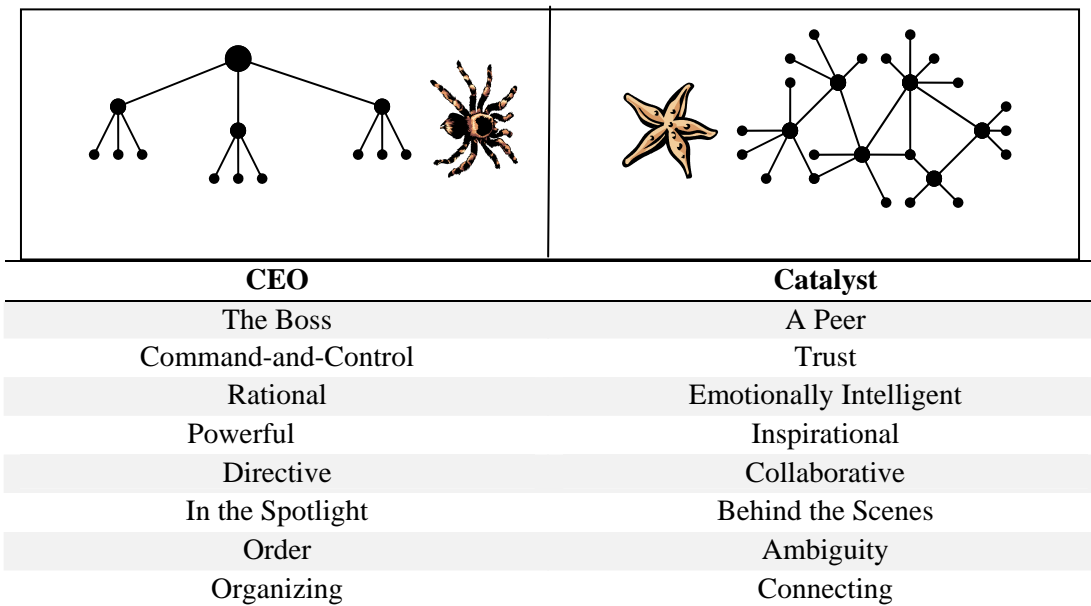 CEO Catalyst
The Boss A Peer
Command-and-Control Trust
Rational Emotionally Intelligent
Powerful Inspirational
Directive Collaborative
In the Spotlight Behind the Scenes
Order Ambiguity
Organizing Connecting